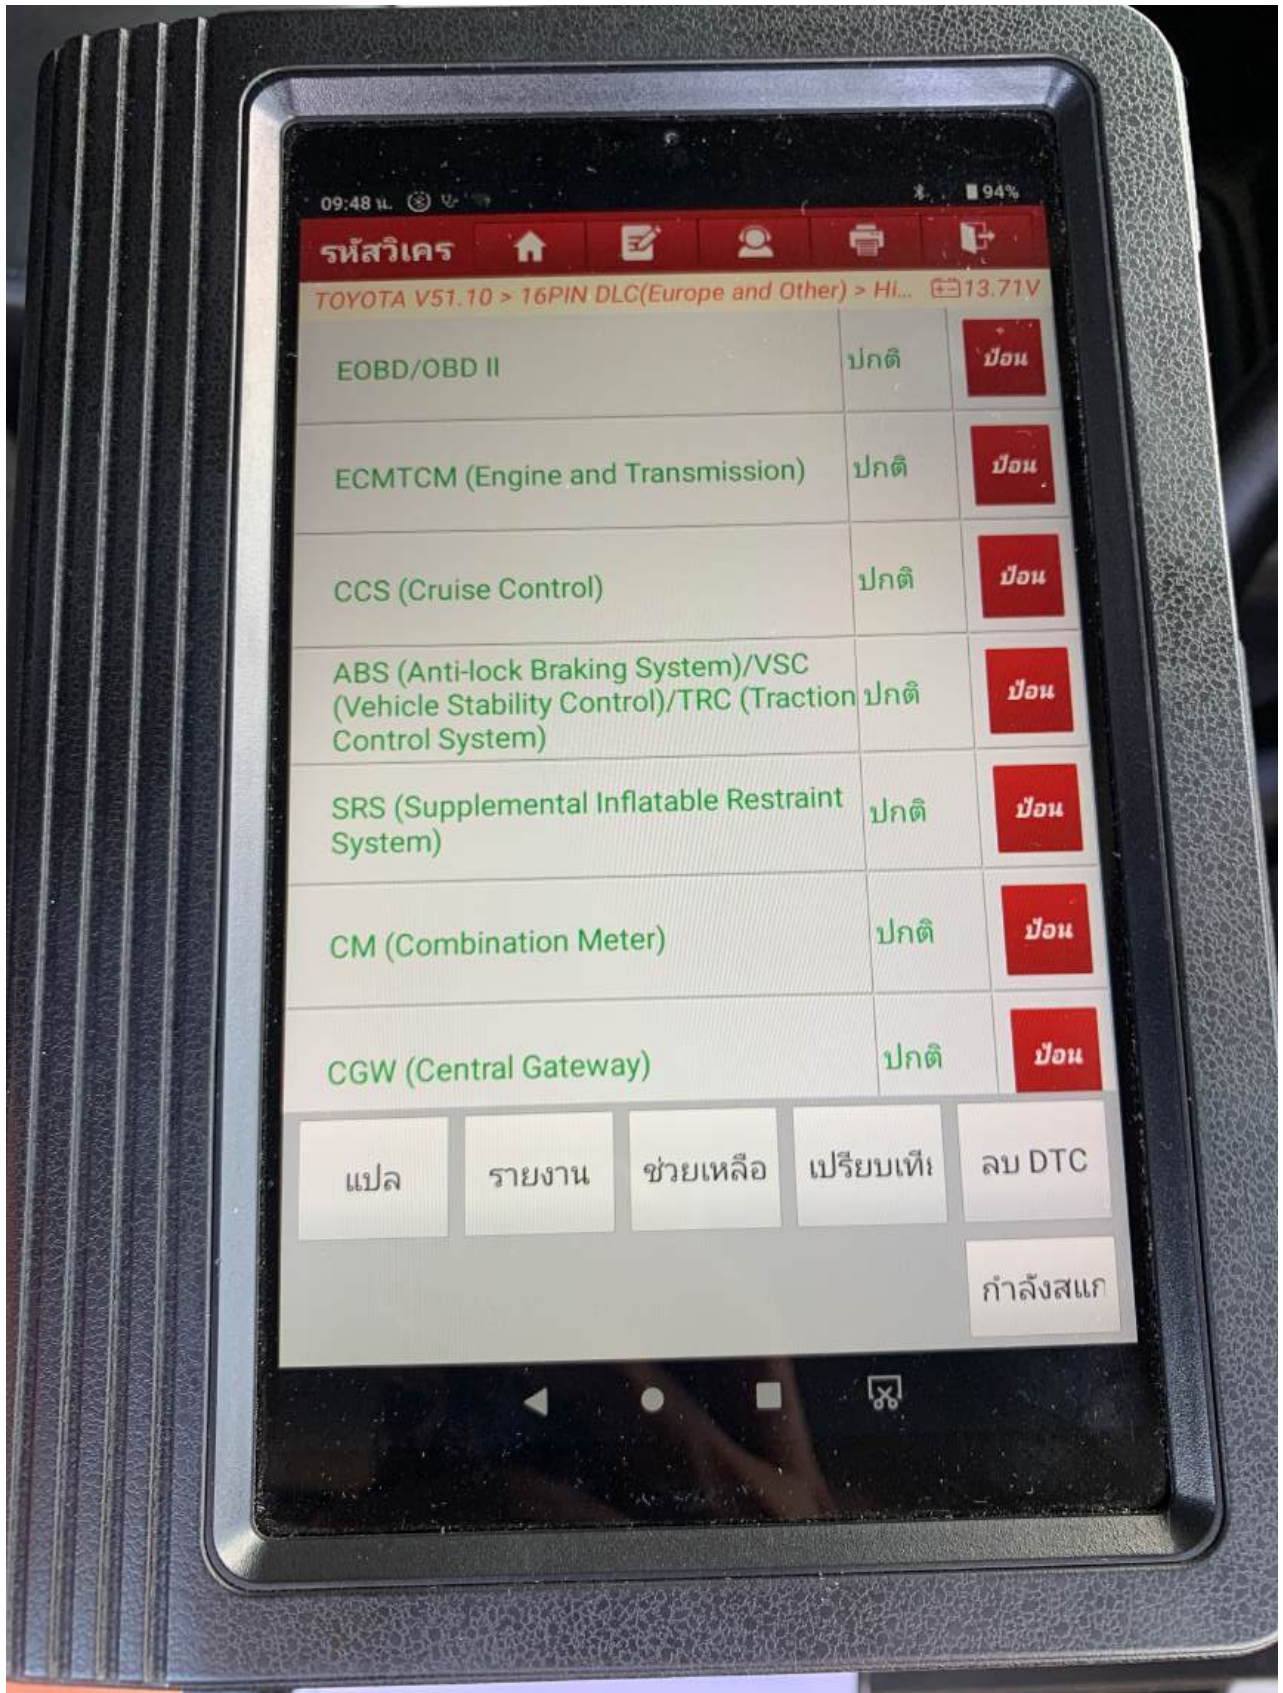 09:48 น. 94%
รหัสวิเคร
TOYOTA V51.10 > 16PIN DLC(Europe and Other) > Hi... 13.71V
EOBD/OBD II ปกติ ป้อน
ECMTCM (Engine and Transmission) ปกติ ป้อน
CCS (Cruise Control) ปกติ ป้อน
ABS (Anti-lock Braking System)/VSC
(Vehicle Stability Control)/TRC (Traction ปกติ ป้อน
Control System)
SRS (Supplemental Inflatable Restraint ปกติ ป้อน
System)
CM (Combination Meter) ปกติ ป้อน
CGW (Central Gateway) ปกติ ป้อน
แปล รายงาน ช่วยเหลือ เปรียบเทีย ลบ DTC
กำลังสแก